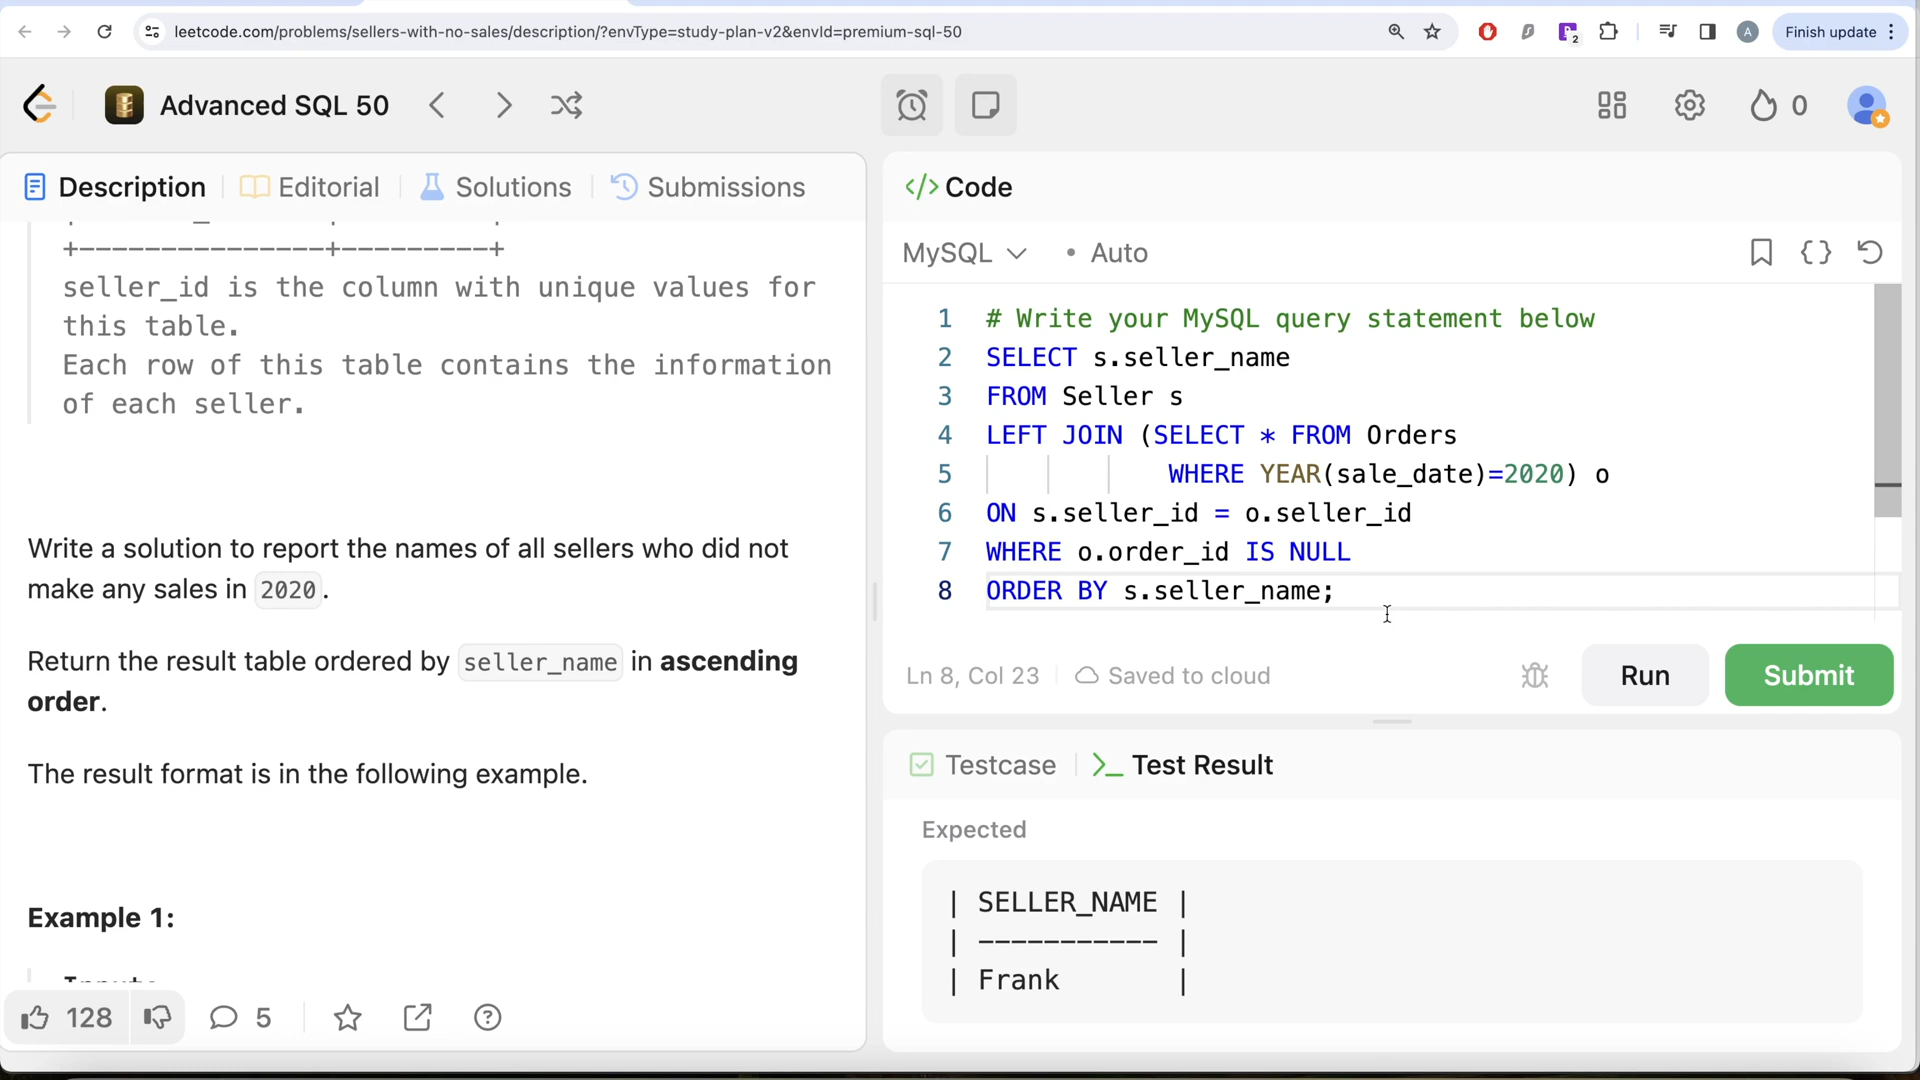 leetcode.com/problems/sellers-with-no-sales/description/?envType=study-plan-v2&envId=premium-sql-50
2
A
Finish update
Advanced SQL 50
0
Description
Editorial
Solutions
Submissions
+---------------+---------+
seller_id is the column with unique values for
this table.
Each row of this table contains the information
of each seller.
Write a solution to report the names of all sellers who did not
make any sales in 2020.
Return the result table ordered by seller_name in ascending
order.
The result format is in the following example.
Example 1:
128
5
</> Code
MySQL
• Auto
1 # Write your MySQL query statement below
2 SELECT s.seller_name
3 FROM Seller s
4 LEFT JOIN (SELECT * FROM Orders
5 WHERE YEAR(sale_date)=2020) o
6 ON s.seller_id = o.seller_id
7 WHERE o.order_id IS NULL
8 ORDER BY s.seller_name;
Ln 8, Col 23
Saved to cloud
Run
Submit
Testcase
>_ Test Result
Expected
| SELLER_NAME |
| ----------- |
| Frank |